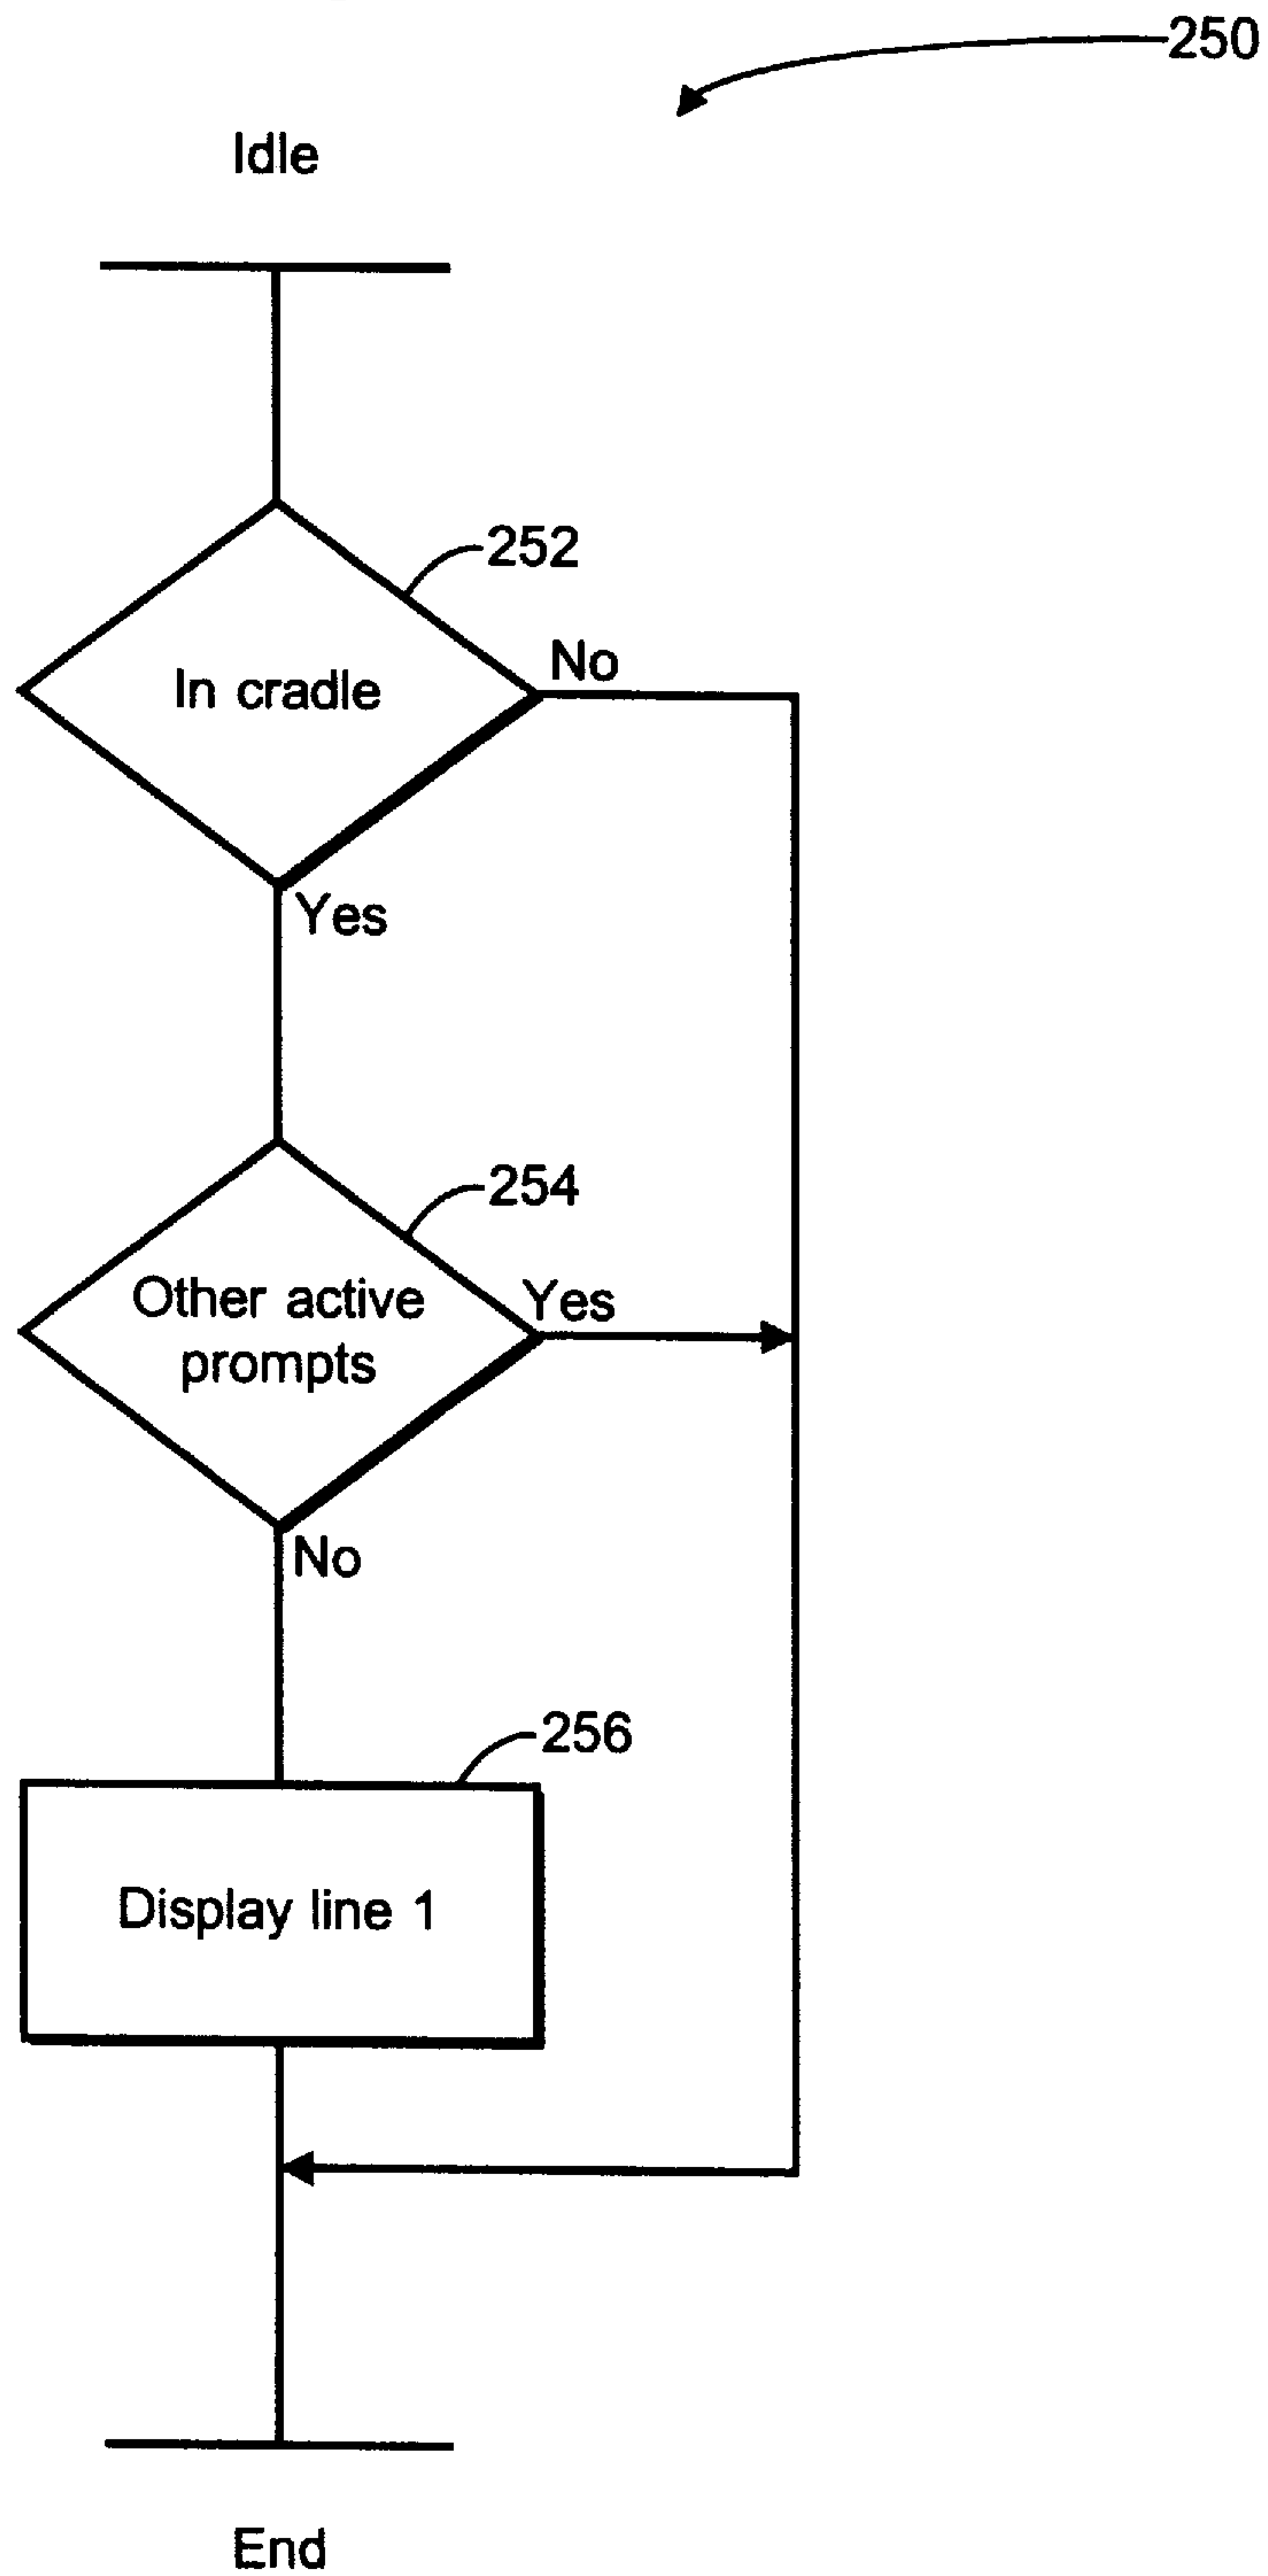 250
Idle
252
No
In cradle
Yes
254
Other active
Yes
prompts
No
256
Display line 1
End